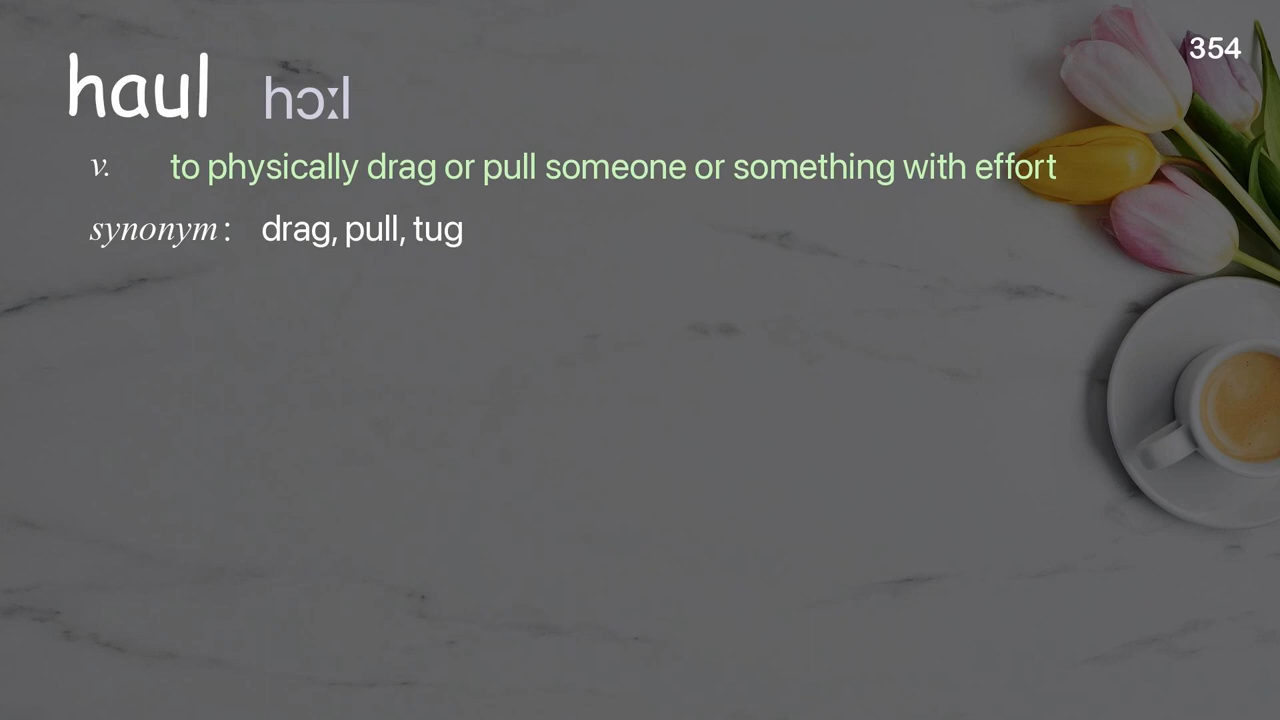 354
haul hɔːl
v. to physically drag or pull someone or something with effort
synonym : drag, pull, tug